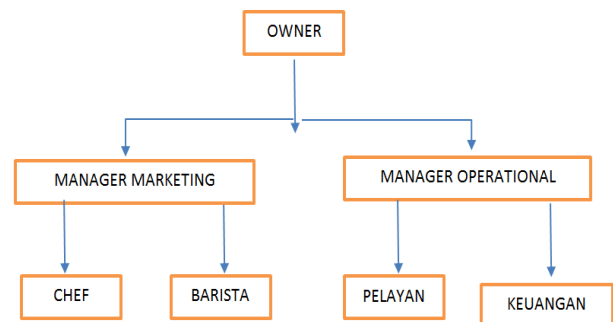 OWNER
MANAGER MARKETING
MANAGER OPERATIONAL
CHEF
BARISTA
PELAYAN
KEUANGAN